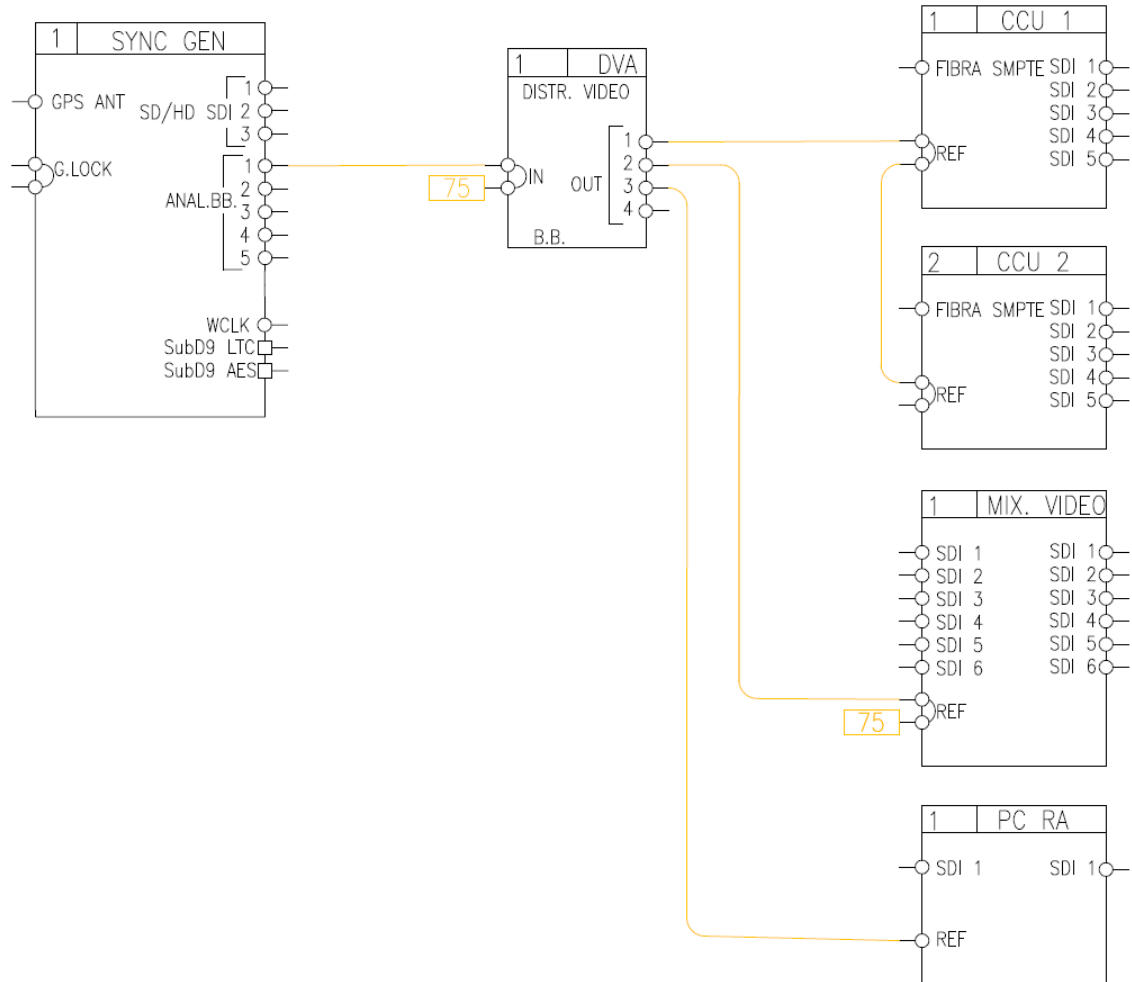 1 SYNC GEN
GPS ANT
SD/HD SDI
1
2
3
G.LOCK
ANAL.BB.
1
2
3
4
5
WCLK
SubD9 LTC
SubD9 AES
1 DVA
DISTR. VIDEO
IN
75
OUT
1
2
3
4
B.B.
1 CCU 1
FIBRA SMPTE SDI 1
SDI 2
SDI 3
REF SDI 4
SDI 5
2 CCU 2
FIBRA SMPTE SDI 1
SDI 2
SDI 3
SDI 4
REF SDI 5
1 MIX. VIDEO
SDI 1 SDI 1
SDI 2 SDI 2
SDI 3 SDI 3
SDI 4 SDI 4
SDI 5 SDI 5
SDI 6 SDI 6
REF
75
1 PC RA
SDI 1 SDI 1
REF